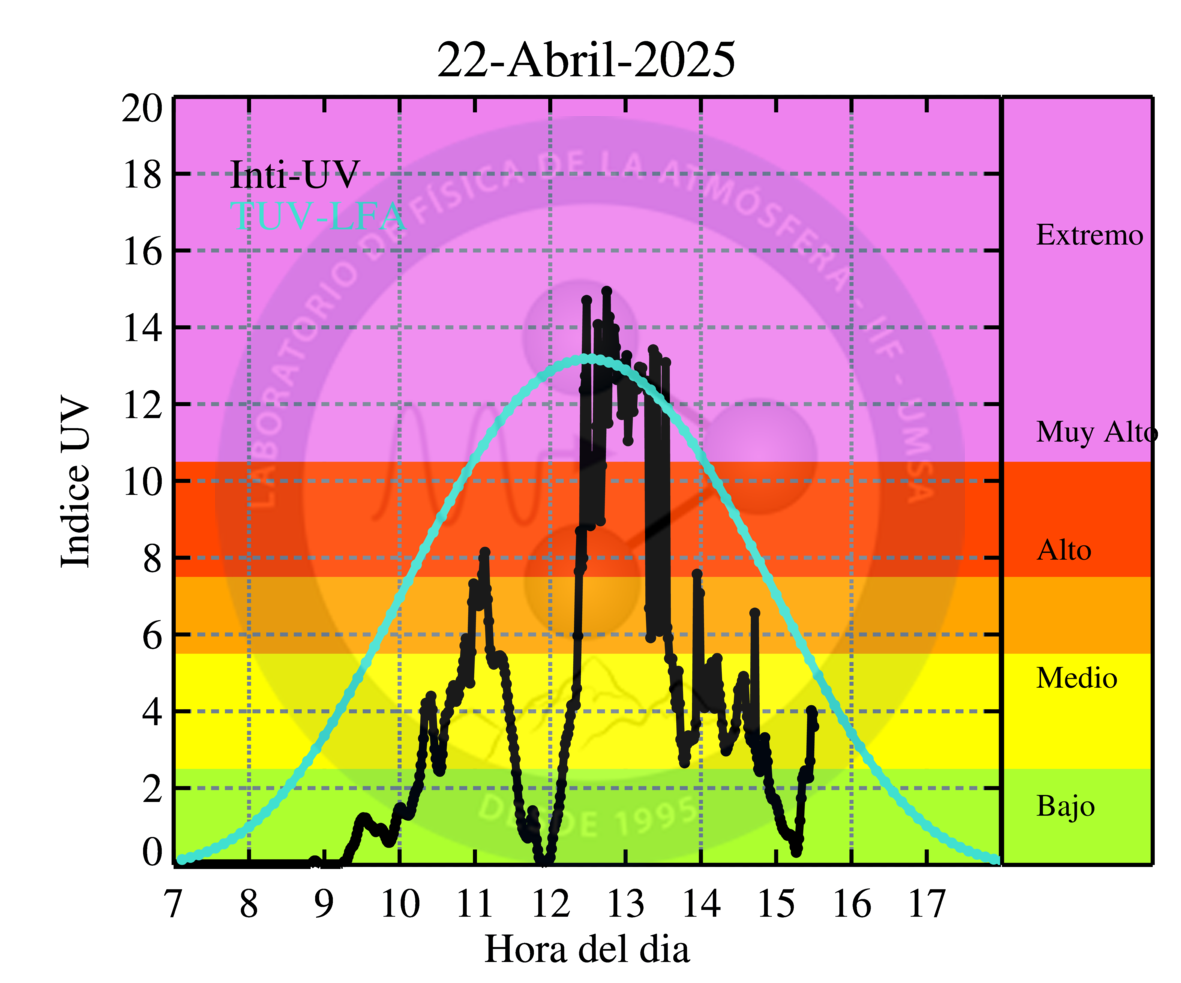 22-Abril-2025
20
18
16
14
12
10
8
6
4
2
0
Indice UV
Inti-UV
TUV-LFA
LABORATORIO DE FÍSICA DE LA ATMÓSFERA - IIF - UMSA
DESDE 1995
Extremo
Muy Alto
Alto
Medio
Bajo
7 8 9 10 11 12 13 14 15 16 17
Hora del dia